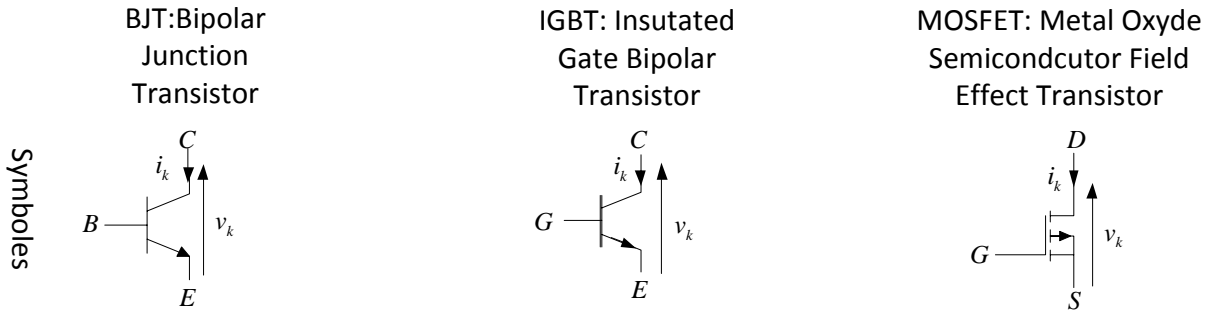 BJT:Bipolar
Junction
Transistor
IGBT: Insutated
Gate Bipolar
Transistor
MOSFET: Metal Oxyde
Semicondcutor Field
Effect Transistor
Symboles
C
i_k
B
v_k
E
C
i_k
G
v_k
E
D
i_k
G
v_k
S